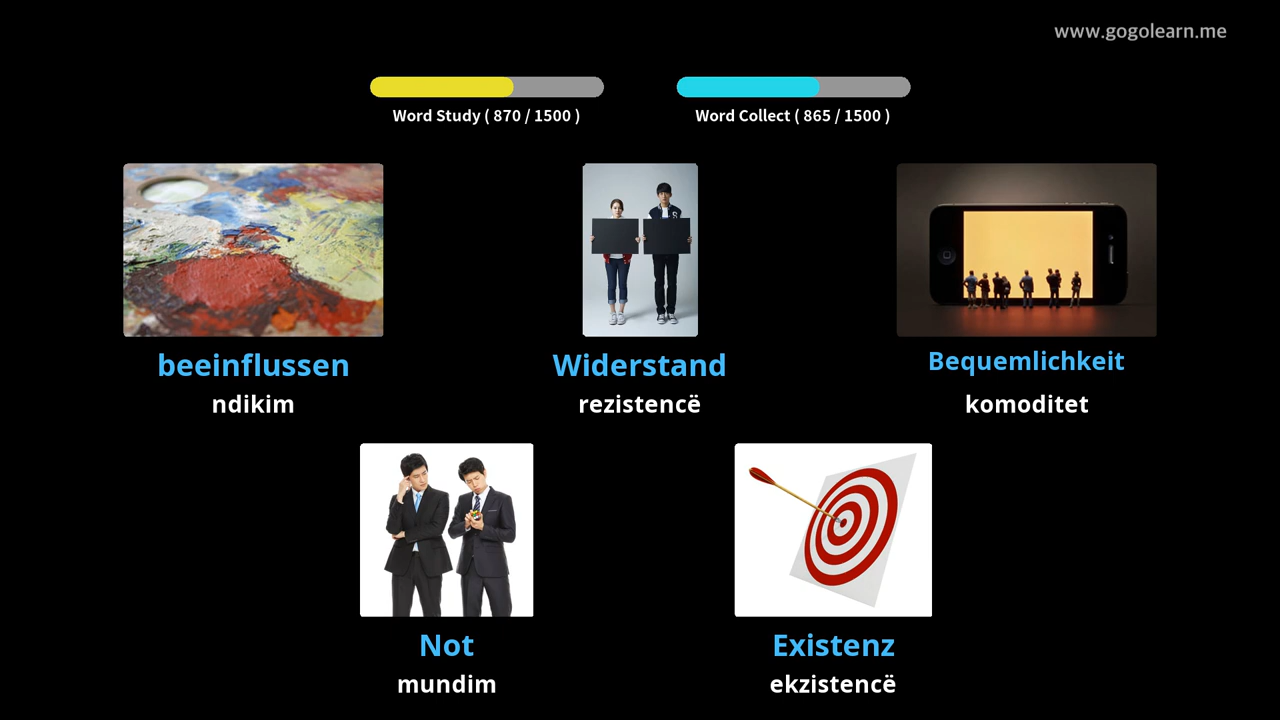 www.gogolearn.me
Word Study ( 870 / 1500 )
Word Collect ( 865 / 1500 )
beeinflussen
ndikim
Widerstand
rezistencë
Bequemlichkeit
komoditet
Not
mundim
Existenz
ekzistencë